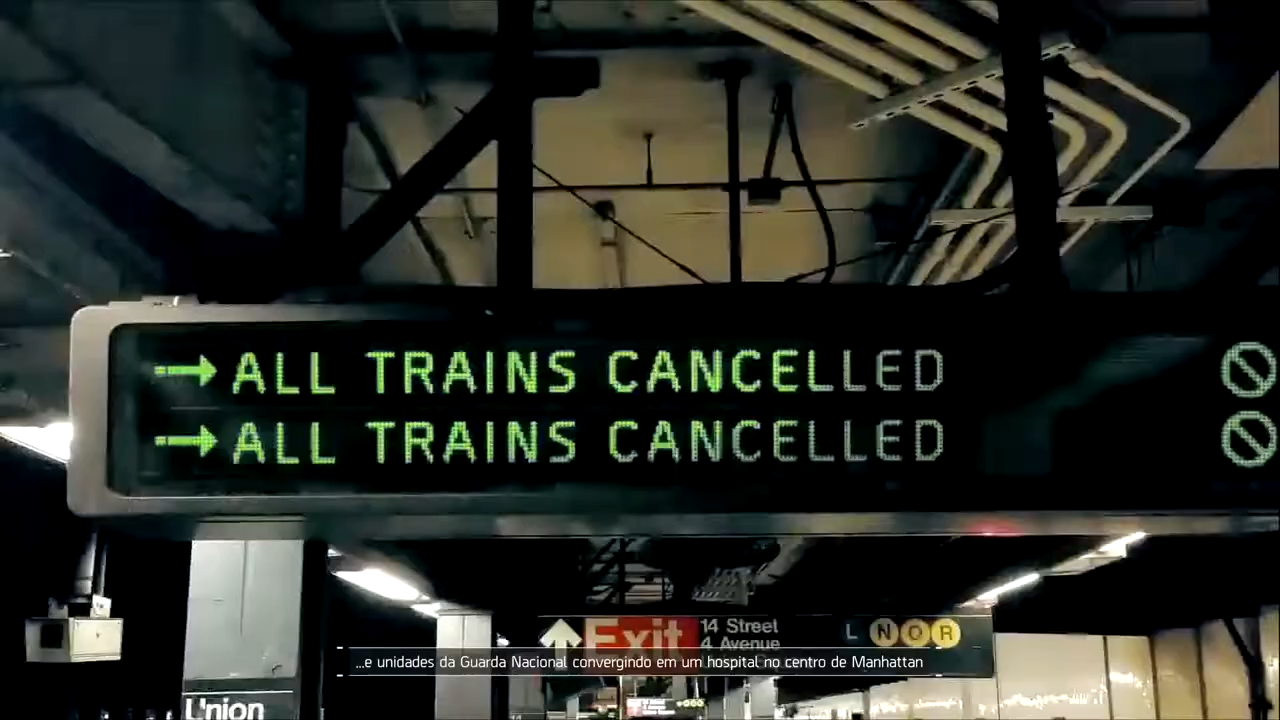 ALL TRAINS CANCELLED
ALL TRAINS CANCELLED
Exit
14 Street
4 Avenue
L N Q R
...e unidades da Guarda Nacional convergindo em um hospital no centro de Manhattan
Union